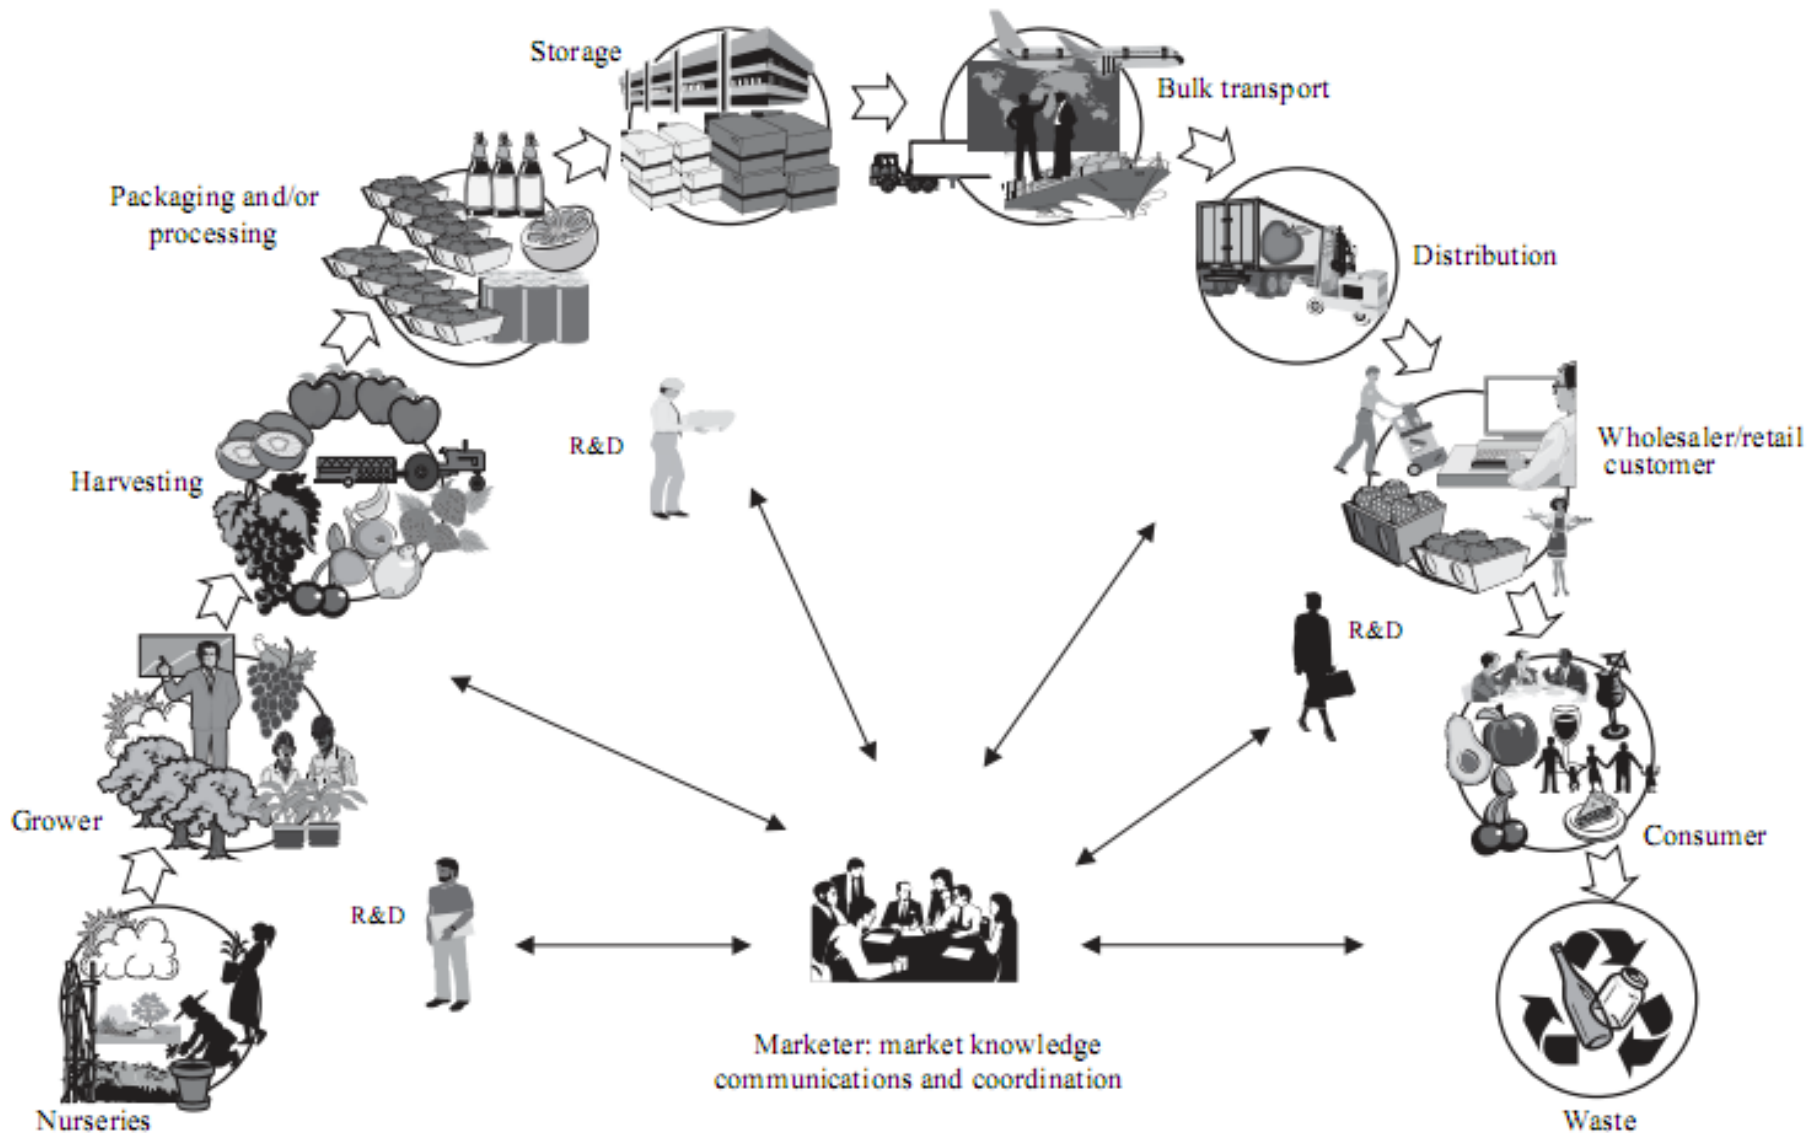 Storage
Bulk transport
Packaging and/or
processing
Distribution
R&D
Wholesaler/retail
customer
Harvesting
R&D
Grower
Consumer
R&D
Marketer: market knowledge
communications and coordination
Nurseries
Waste